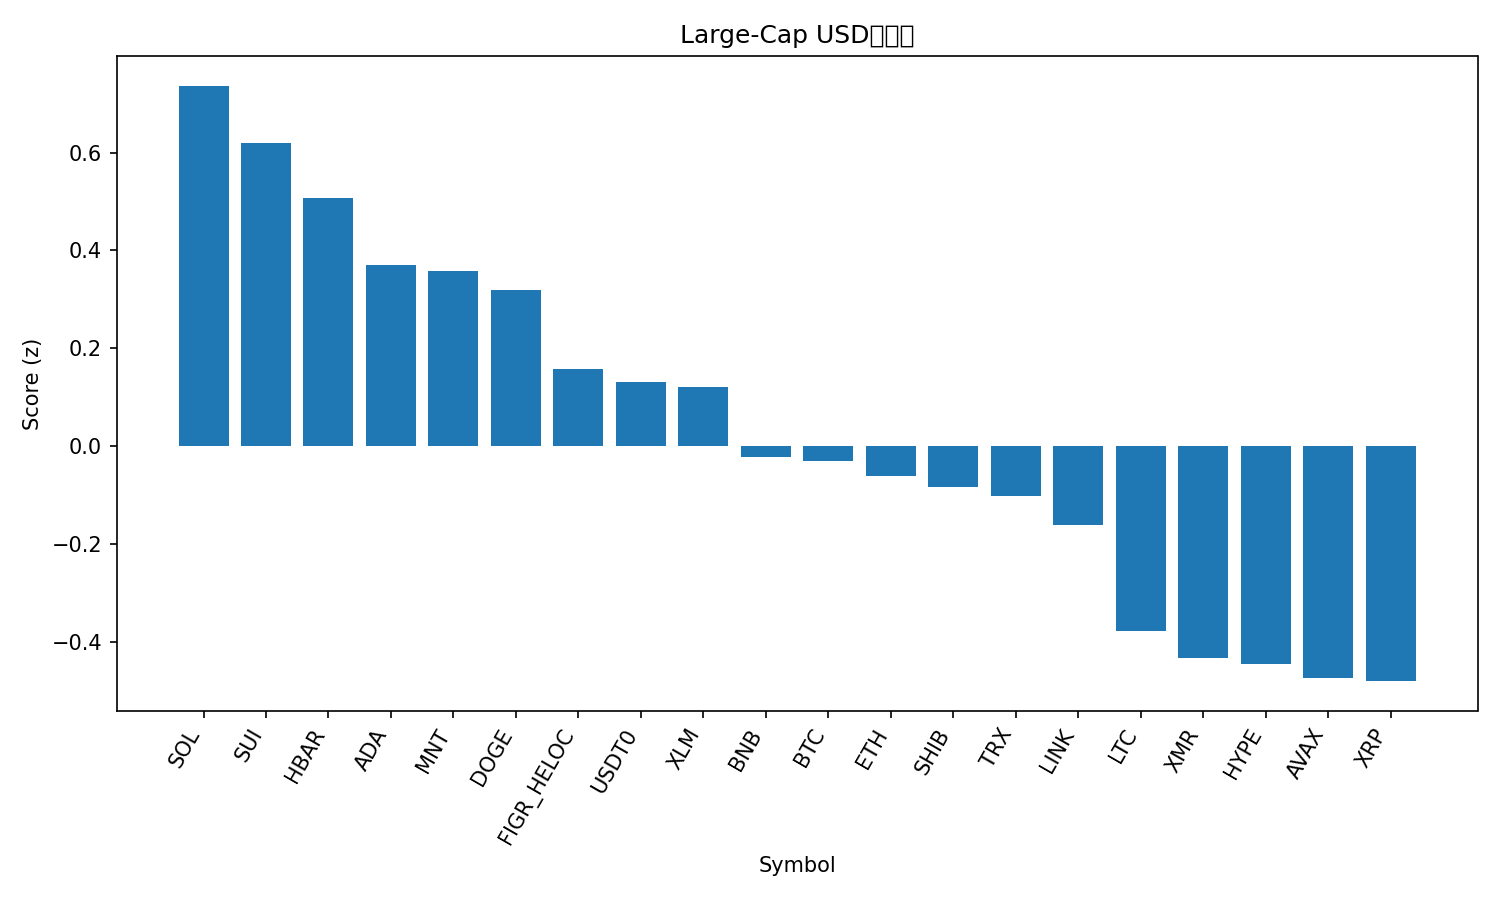 Large-Cap USD
0.6
0.4
0.2
0.0
−0.2
−0.4
Score (z)
SOL
SUI
HBAR
ADA
MNT
DOGE
FIGR_HELOC
USDT0
XLM
BNB
BTC
ETH
SHIB
TRX
LINK
LTC
XMR
HYPE
AVAX
XRP
Symbol